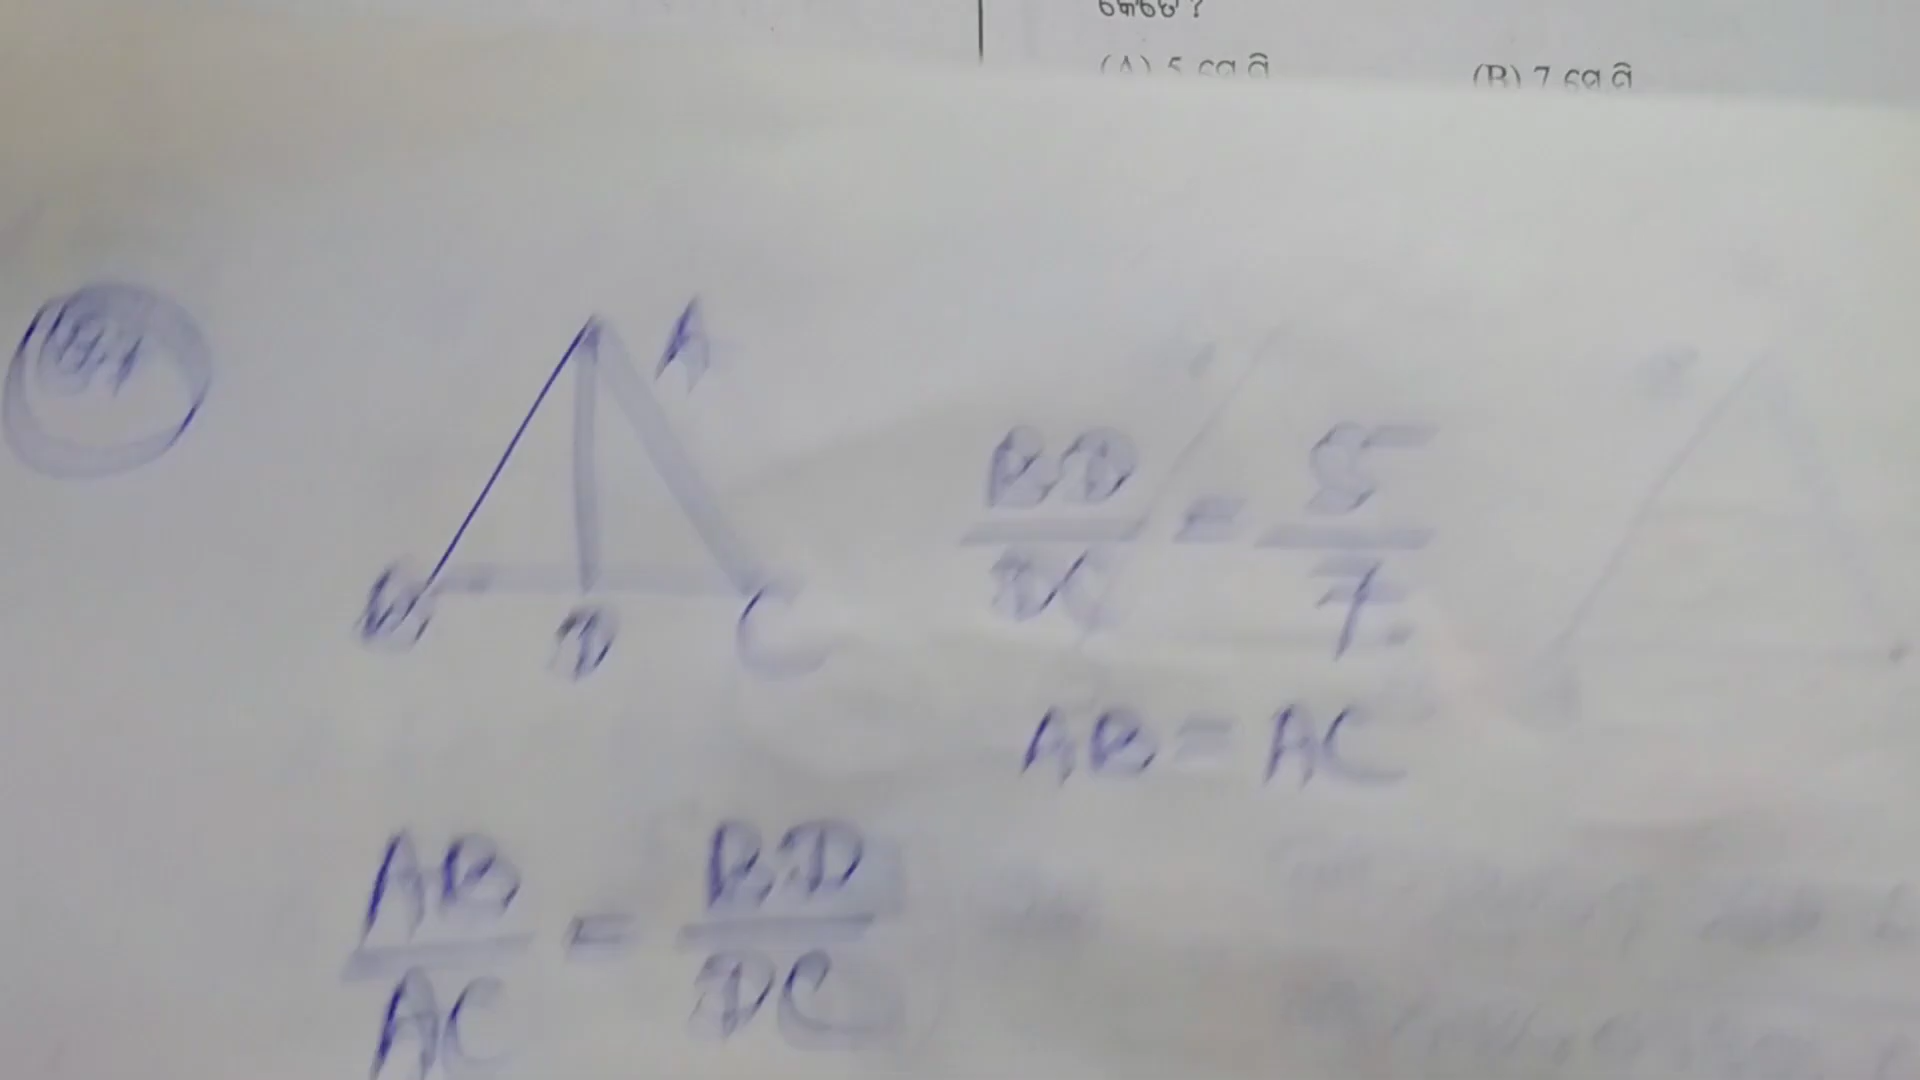 କେତେ ?
(A) 5 ସେ.ମି (B) 7 ସେ.ମି
A
B D C
BD/DC = 5/7
AB = AC
AB/AC = BD/DC